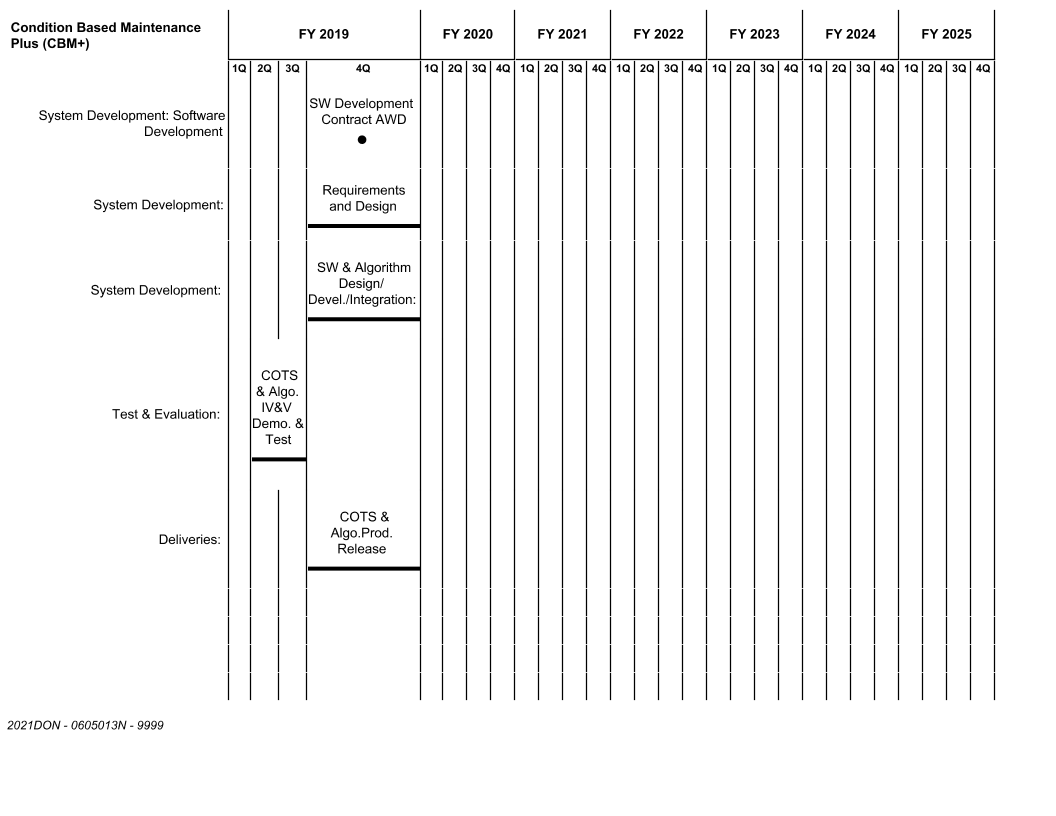 Condition Based Maintenance
Plus (CBM+)
FY 2019
FY 2020
FY 2021
FY 2022
FY 2023
FY 2024
FY 2025
1Q 2Q 3Q 4Q 1Q 2Q 3Q 4Q 1Q 2Q 3Q 4Q 1Q 2Q 3Q 4Q 1Q 2Q 3Q 4Q 1Q 2Q 3Q 4Q 1Q 2Q 3Q 4Q
System Development: Software
Development
SW Development
Contract AWD
System Development:
Requirements
and Design
System Development:
SW & Algorithm
Design/
Devel./Integration:
Test & Evaluation:
COTS
& Algo.
IV&V
Demo. &
Test
Deliveries:
COTS &
Algo.Prod.
Release
2021DON - 0605013N - 9999